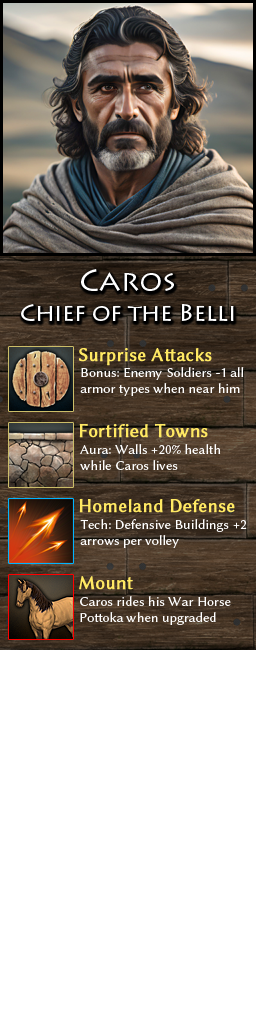 Caros
Chief of the Belli
Surprise Attacks
Bonus: Enemy Soldiers -1 all
armor types when near him
Fortified Towns
Aura: Walls +20% health
while Caros lives
Homeland Defense
Tech: Defensive Buildings +2
arrows per volley
Mount
Caros rides his War Horse
Pottoka when upgraded